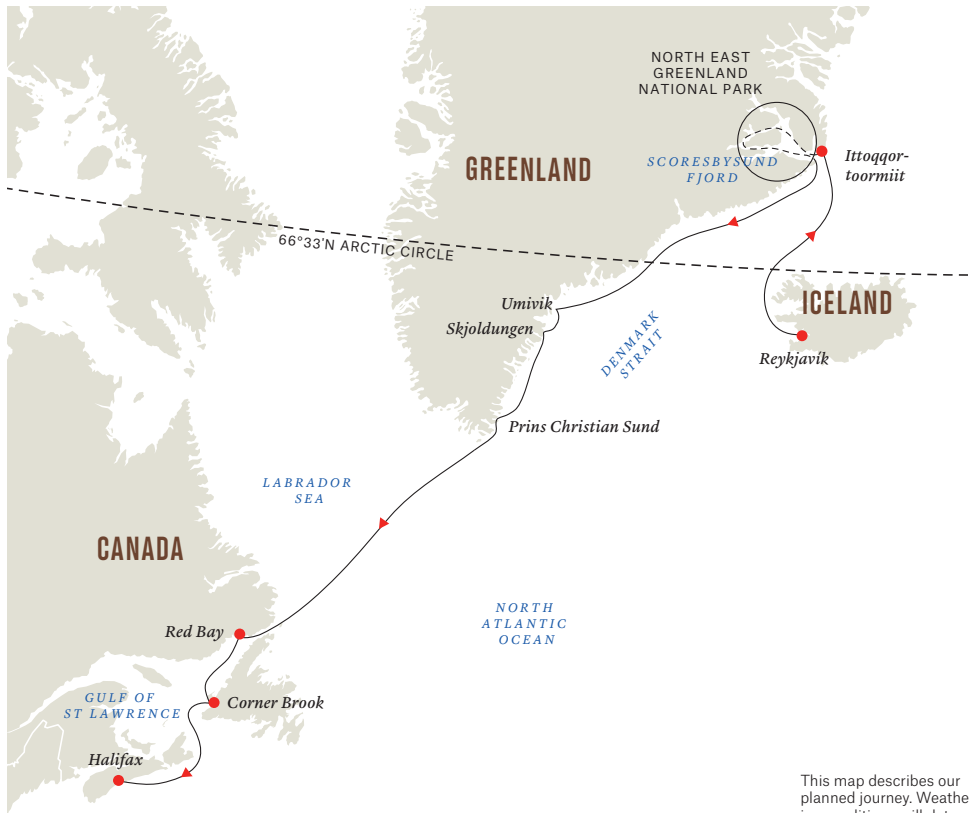 NORTH EAST
GREENLAND
NATIONAL PARK
GREENLAND
SCORESBYSUND
FJORD
Ittoqqor-
toormiit
66°33'N ARCTIC CIRCLE
Umivik
Skjoldungen
DENMARK
STRAIT
ICELAND
Reykjavík
Prins Christian Sund
LABRADOR
SEA
CANADA
NORTH
ATLANTIC
OCEAN
Red Bay
GULF OF
ST LAWRENCE
Corner Brook
Halifax
This map describes our
planned journey. Weathe